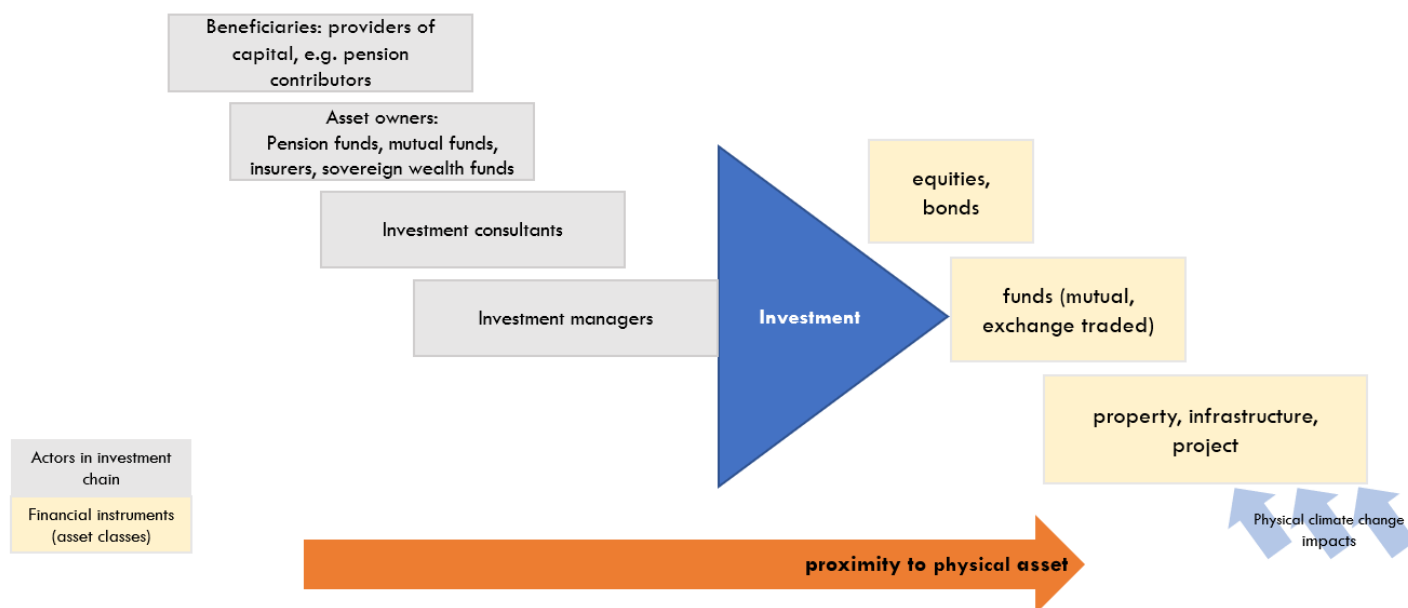 Beneficiaries: providers of
capital, e.g. pension
contributors
Asset owners:
Pension funds, mutual funds,
insurers, sovereign wealth funds
Investment consultants
Investment managers
Investment
equities,
bonds
funds (mutual,
exchange traded)
property, infrastructure,
project
Physical climate change
impacts
Actors in investment
chain
Financial instruments
(asset classes)
proximity to physical asset